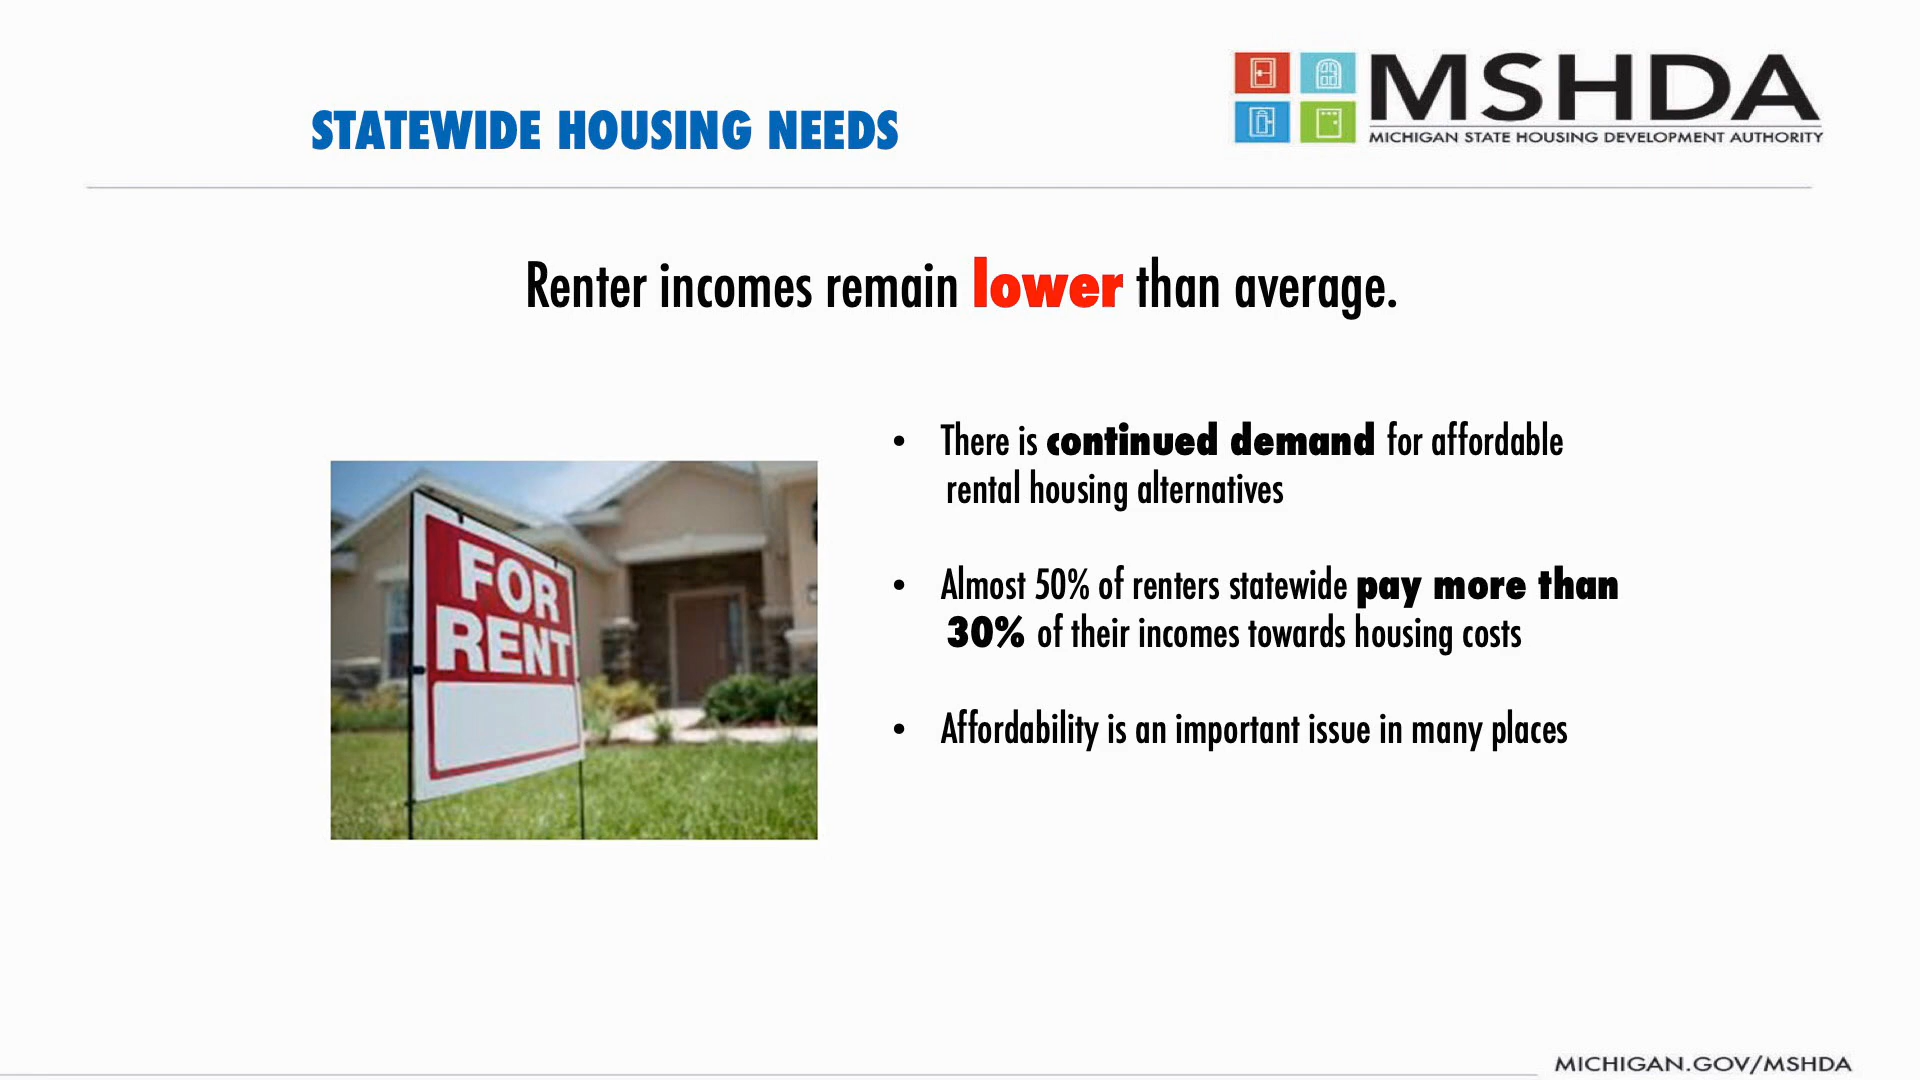 MSHDA
MICHIGAN STATE HOUSING DEVELOPMENT AUTHORITY
STATEWIDE HOUSING NEEDS
Renter incomes remain lower than average.
• There is continued demand for affordable
rental housing alternatives
• Almost 50% of renters statewide pay more than
30% of their incomes towards housing costs
• Affordability is an important issue in many places
FOR
RENT
MICHIGAN.GOV/MSHDA